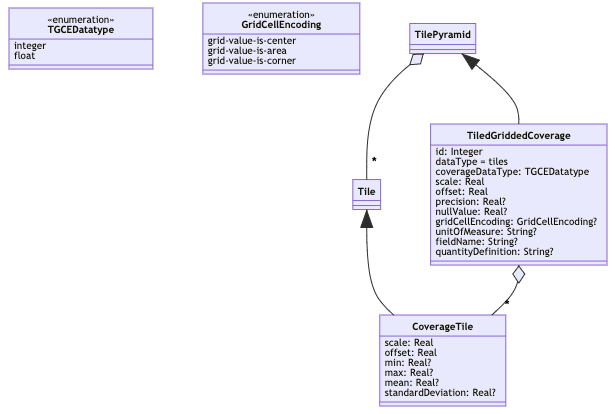 «enumeration»
TGCEDatatype
integer
float
«enumeration»
GridCellEncoding
grid-value-is-center
grid-value-is-area
grid-value-is-corner
TilePyramid
*
Tile
TiledGriddedCoverage
id: Integer
dataType = tiles
coverageDataType: TGCEDatatype
scale: Real
offset: Real
precision: Real?
nullValue: Real?
gridCellEncoding: GridCellEncoding?
unitOfMeasure: String?
fieldName: String?
quantityDefinition: String?
*
CoverageTile
scale: Real
offset: Real
min: Real?
max: Real?
mean: Real?
standardDeviation: Real?